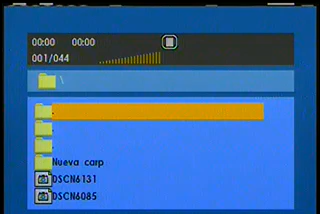 00:00 00:00
001/044
\
.
.
.
Nueva carp
DSCN6131
DSCN6085